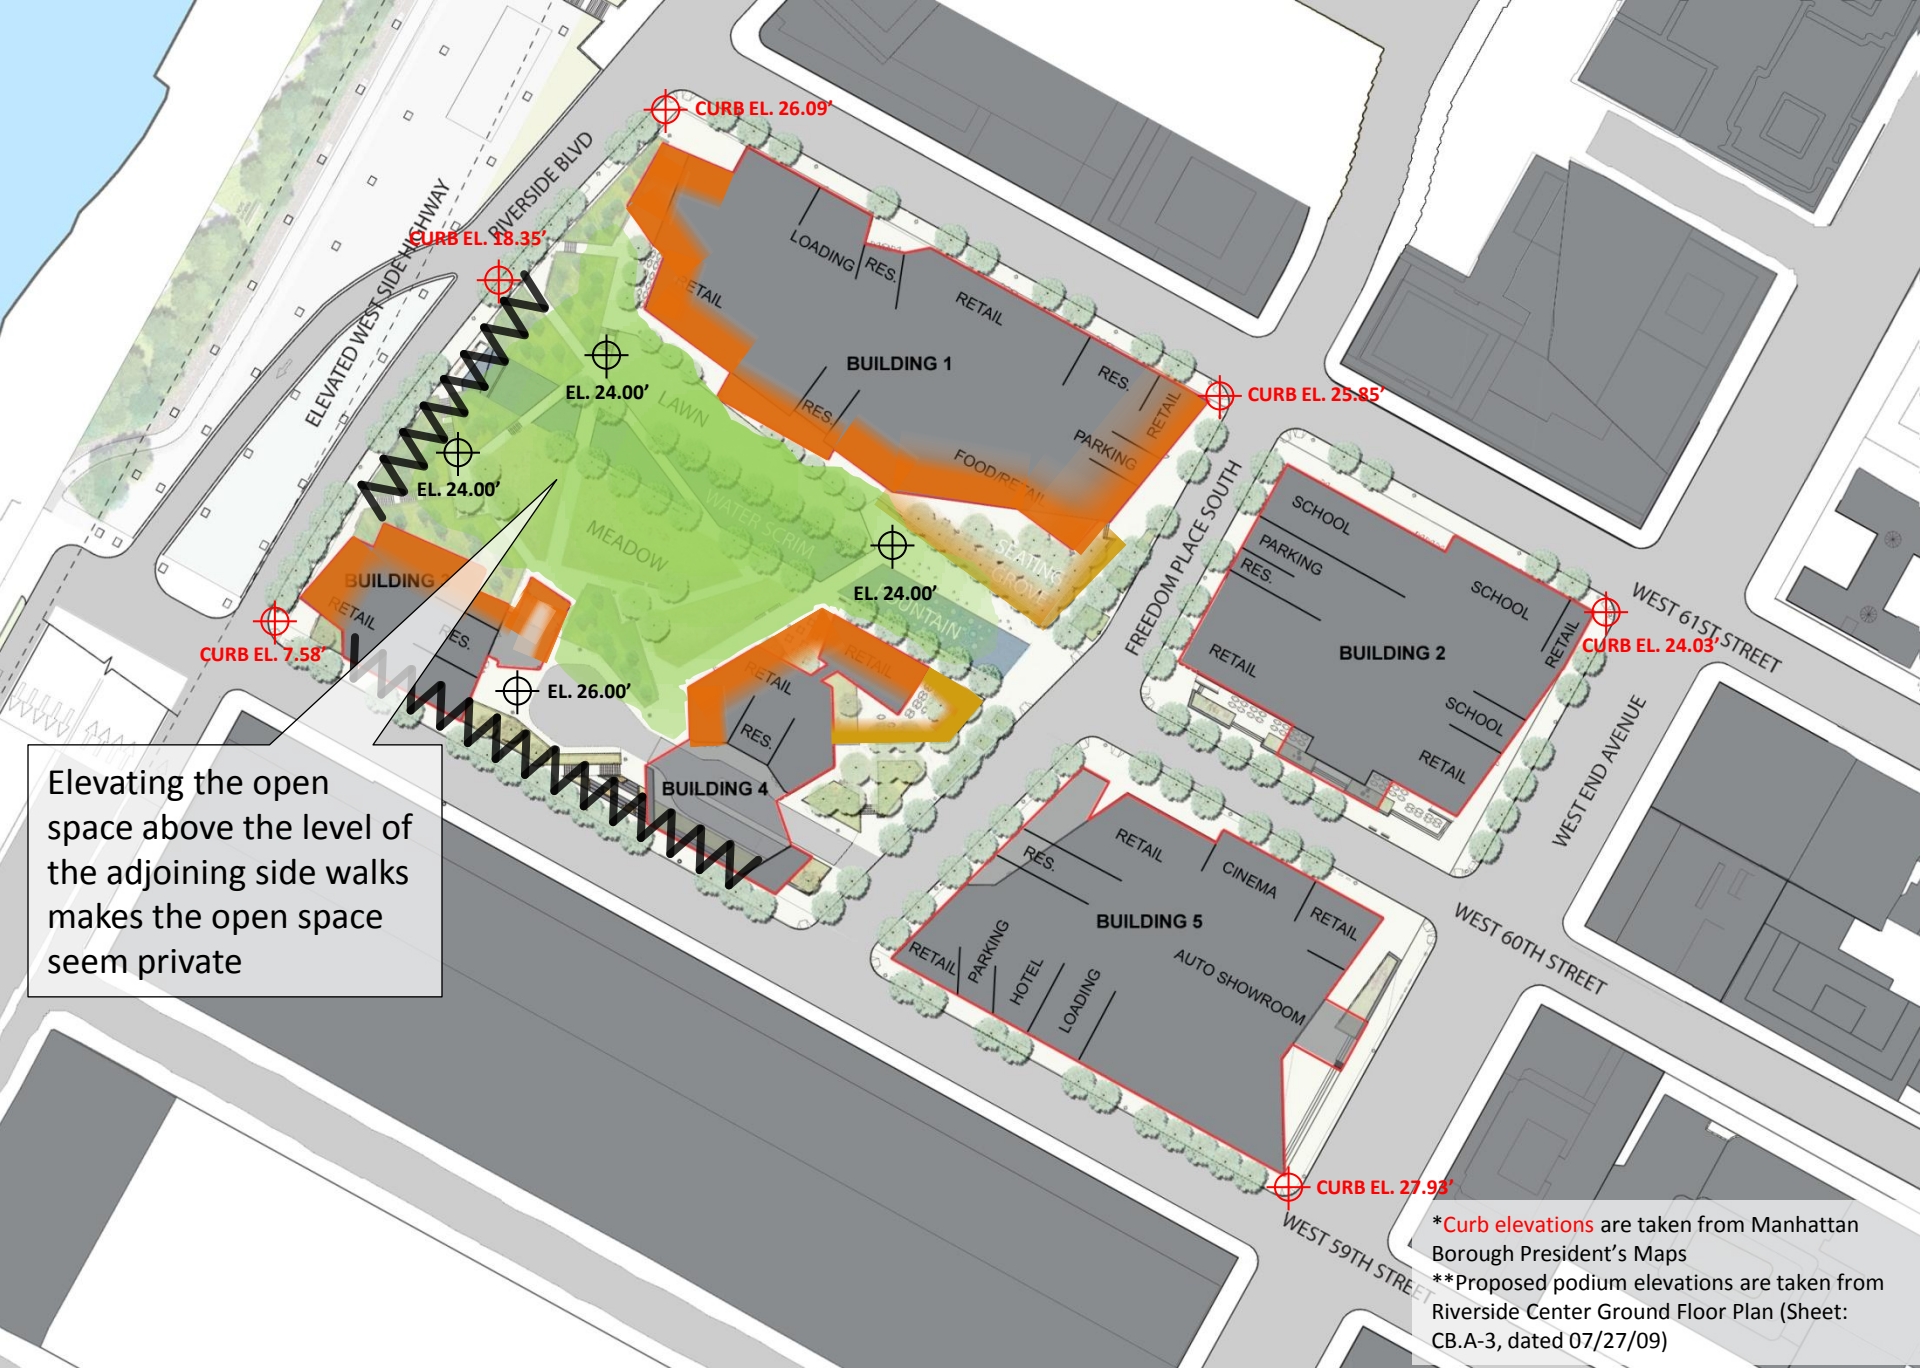 CURB EL. 26.09’
RIVERSIDE BLVD
ELEVATED WEST SIDE HIGHWAY
CURB EL. 18.35’
LOADING
RES.
RETAIL
RETAIL
BUILDING 1
RES.
RETAIL
RES.
PARKING
FOOD/RETAIL
CURB EL. 25.85’
EL. 24.00’
LAWN
EL. 24.00’
WATER SCRIM
MEADOW
SEATING
GROVE
EL. 24.00’
FOUNTAIN
FREEDOM PLACE SOUTH
SCHOOL
PARKING
RES.
SCHOOL
RETAIL
BUILDING 2
RETAIL
SCHOOL
RETAIL
WEST 61ST STREET
CURB EL. 24.03’
WEST END AVENUE
BUILDING 3
RETAIL
RES.
CURB EL. 7.58’
EL. 26.00’
RETAIL
RETAIL
RES.
BUILDING 4
Elevating the open
space above the level of
the adjoining side walks
makes the open space
seem private
RETAIL
RES.
CINEMA
RETAIL
BUILDING 5
RETAIL
PARKING
HOTEL
LOADING
AUTO SHOWROOM
WEST 60TH STREET
CURB EL. 27.93’
WEST 59TH STREET
*Curb elevations are taken from Manhattan
Borough President’s Maps
**Proposed podium elevations are taken from
Riverside Center Ground Floor Plan (Sheet:
CB.A-3, dated 07/27/09)